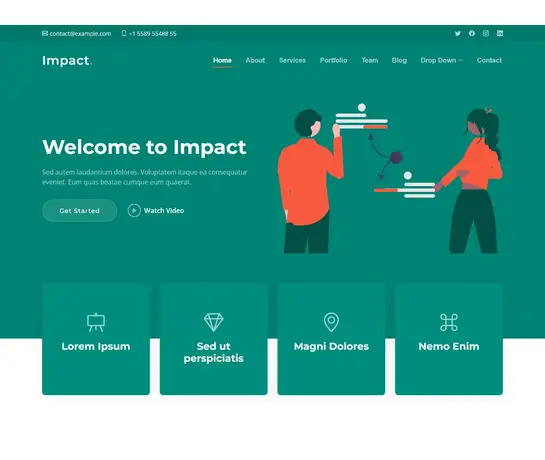 contact@example.com +1 5589 55488 55
Impact.
Home About Services Portfolio Team Blog Drop Down Contact
Welcome to Impact
Sed autem laudantium dolores. Voluptatem itaque ea consequatur
eveniet. Eum quas beatae cumque eum quaerat.
Get Started Watch Video
Lorem Ipsum
Sed ut
perspiciatis
Magni Dolores
Nemo Enim